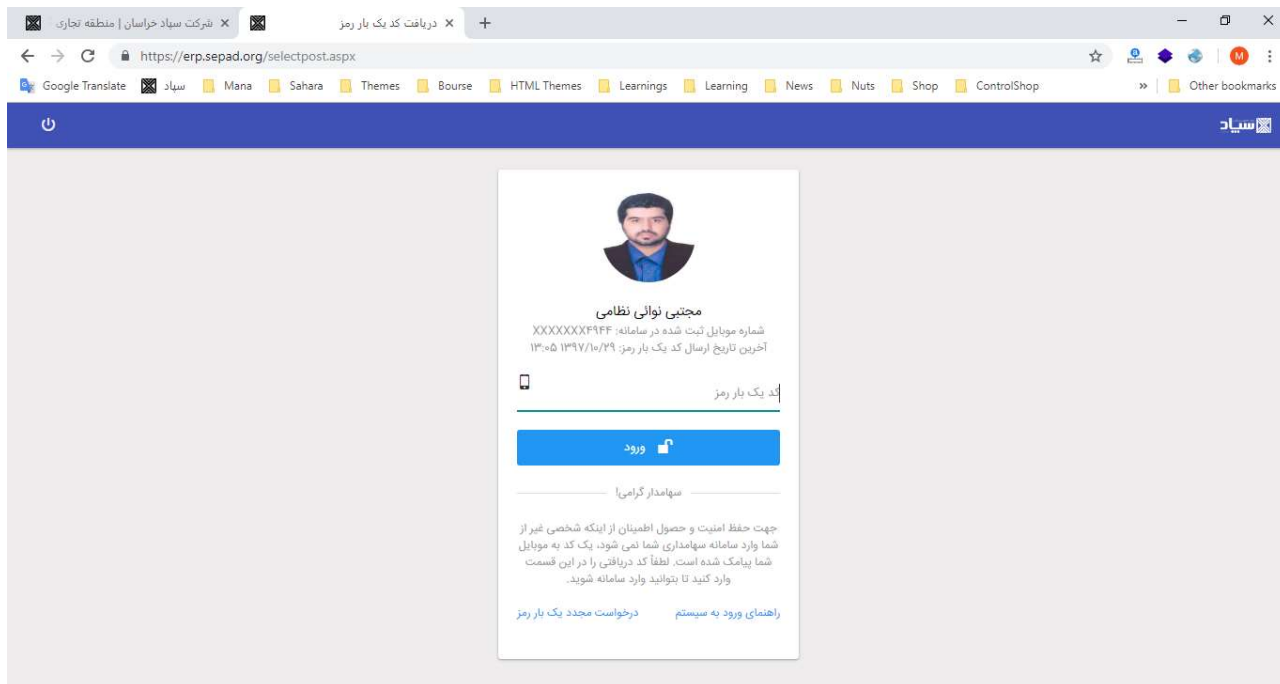 شرکت سپاد خراسان | منطقه تجاری
دریافت کد یک بار رمز
https://erp.sepad.org/selectpost.aspx
M
Google Translate
سپاد
Mana
Sahara
Themes
Bourse
HTML Themes
Learnings
Learning
News
Nuts
Shop
ControlShop
»
Other bookmarks
سپاد
مجتبی نوائی نظامی
شماره موبایل ثبت شده در سامانه: XXXXXXX۴۹۴۴
آخرین تاریخ ارسال کد یک بار رمز: ۱۳۹۷/۱۰/۲۹ ۱۳:۰۵
کد یک بار رمز
ورود
سهامدار گرامی!
جهت حفظ امنیت و حصول اطمینان از اینکه شخصی غیر از
شما وارد سامانه سهامداری شما نمی شود، یک کد به موبایل
شما پیامک شده است. لطفاً کد دریافتی را در این قسمت
وارد کنید تا بتوانید وارد سامانه شوید.
راهنمای ورود به سیستم
درخواست مجدد یک بار رمز